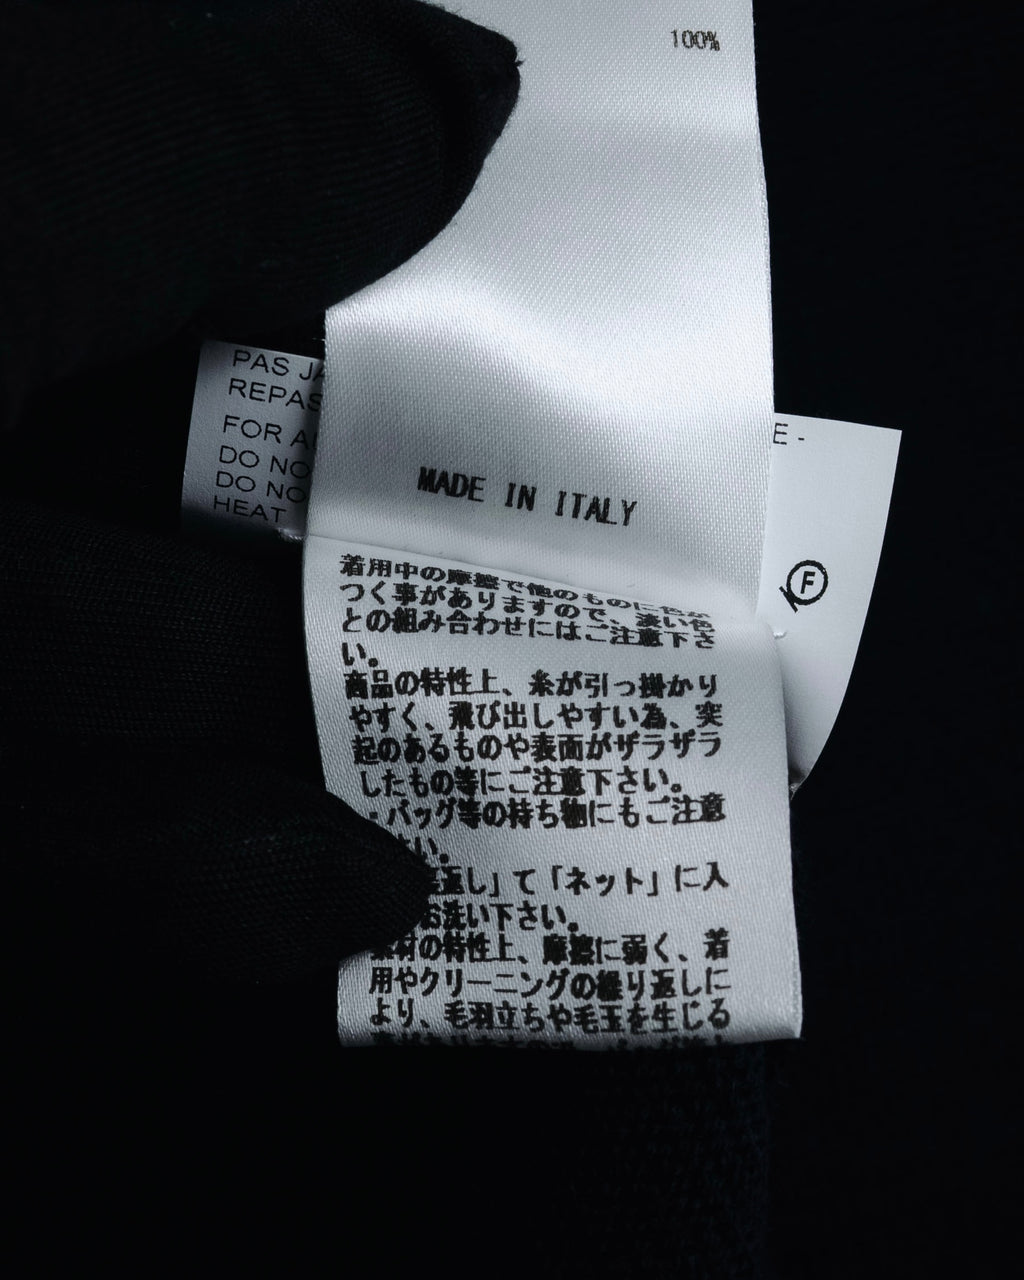 100%
PAS
REPAS
FOR A
DO NO
DO NO
HEAT
E -
MADE IN ITALY
F
着用中の摩擦で他のものに色が
つく事がありますので、淡い色
との組み合わせにはご注意下さ
い。
商品の特性上、糸が引っ掛かり
やすく、飛び出しやすい為、突
起のあるものや表面がザラザラ
したもの等にご注意下さい。
・バッグ等の持ち物にもご注意
い。
返し」て「ネット」に入
お洗い下さい。
素材の特性上、摩擦に弱く、着
用やクリーニングの繰り返しに
より、毛羽立ちや毛玉を生じる